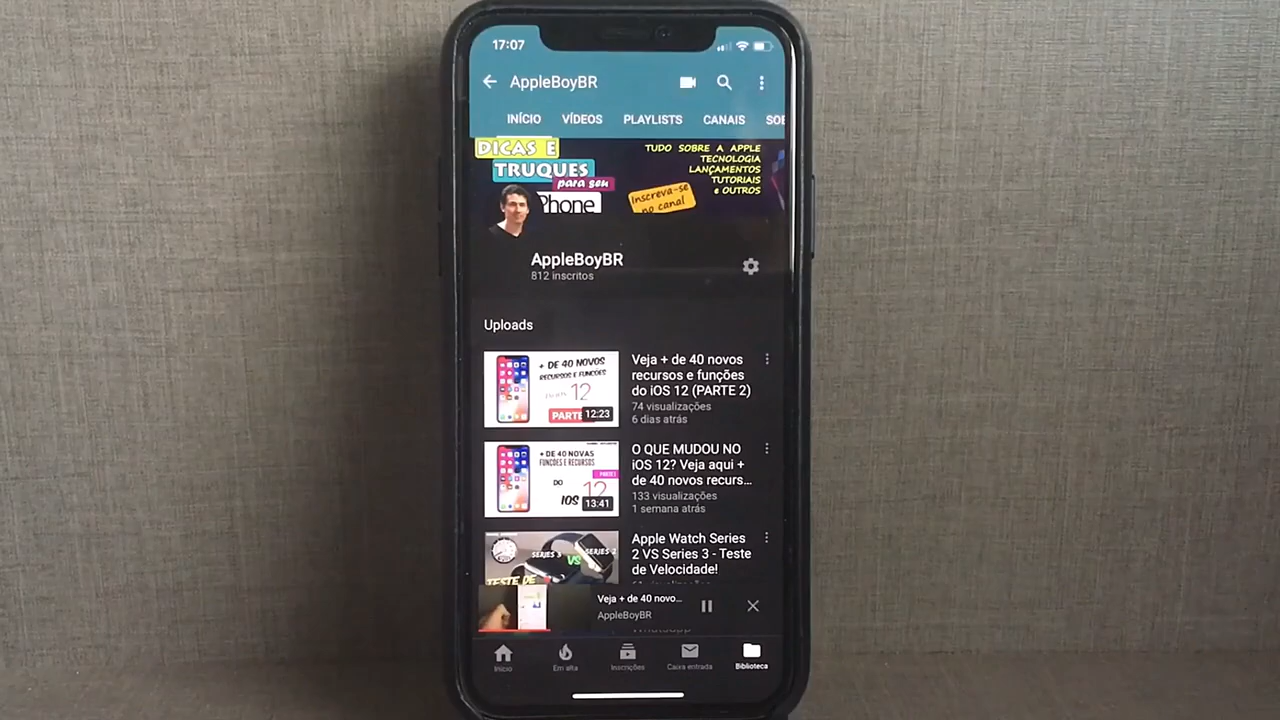 17:07
AppleBoyBR
INÍCIO VÍDEOS PLAYLISTS CANAIS SOB
DICAS E
TRUQUES
para seu
Phone
Inscreva-se
no canal
TUDO SOBRE A APPLE
TECNOLOGIA
LANÇAMENTOS
TUTORIAIS
e OUTROS
AppleBoyBR
812 inscritos
Uploads
+ DE 40 NOVOS
RECURSOS E FUNÇÕES
12
PARTE
12:23
Veja + de 40 novos
recursos e funções
do iOS 12 (PARTE 2)
74 visualizações
6 dias atrás
+ DE 40 NOVAS
FUNÇÕES E RECURSOS
DO
IOS 12
13:41
O QUE MUDOU NO
iOS 12? Veja aqui +
de 40 novos recurs...
133 visualizações
1 semana atrás
SERIES 3
VS
SERIES 2
TESTE DE
Apple Watch Series
2 VS Series 3 - Teste
de Velocidade!
Veja + de 40 novo...
AppleBoyBR
Início Em alta Inscrições Caixa entrada Biblioteca